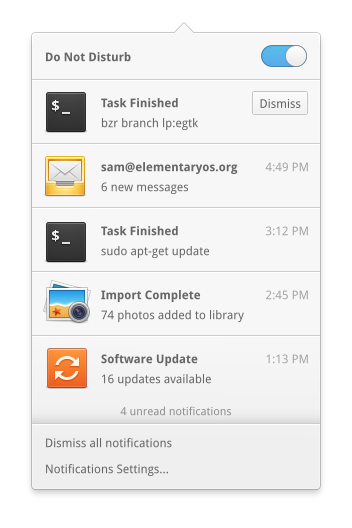 Do Not Disturb
$_
Task Finished
Dismiss
bzr branch lp:egtk
sam@elementaryos.org
4:49 PM
6 new messages
$_
Task Finished
3:12 PM
sudo apt-get update
Import Complete
2:45 PM
74 photos added to library
Software Update
1:13 PM
16 updates available
4 unread notifications
Dismiss all notifications
Notifications Settings...